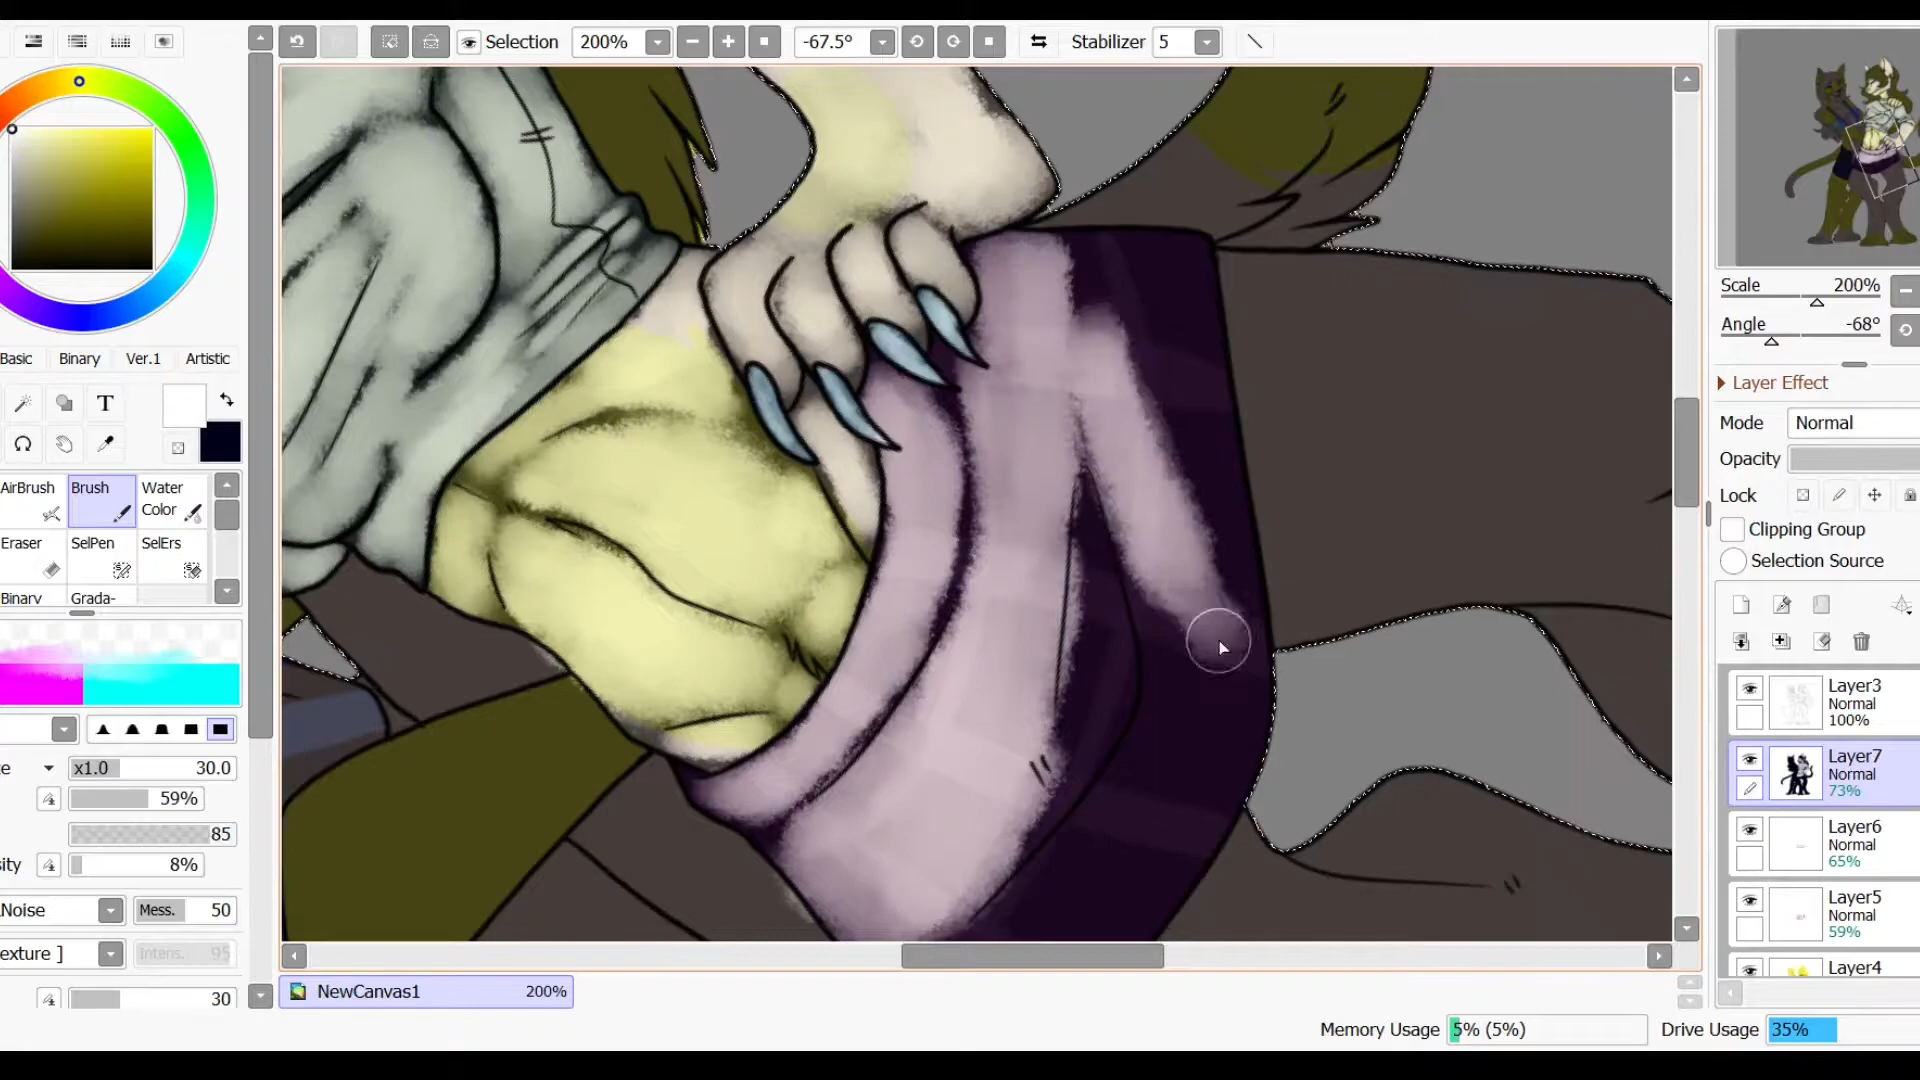 Selection 200% -67.5° Stabilizer 5
Basic Binary Ver.1 Artistic
T
AirBrush Brush Water Color
Eraser SelPen SelErs
Binary Grada-
x1.0 30.0
59%
85
8%
Noise Mess. 50
exture ] Intens. 95
30
Scale 200%
Angle -68°
Layer Effect
Mode Normal
Opacity
Lock
Clipping Group
Selection Source
Layer3
Normal
100%
Layer7
Normal
73%
Layer6
Normal
65%
Layer5
Normal
59%
Layer4
NewCanvas1 200%
Memory Usage 5% (5%) Drive Usage 35%